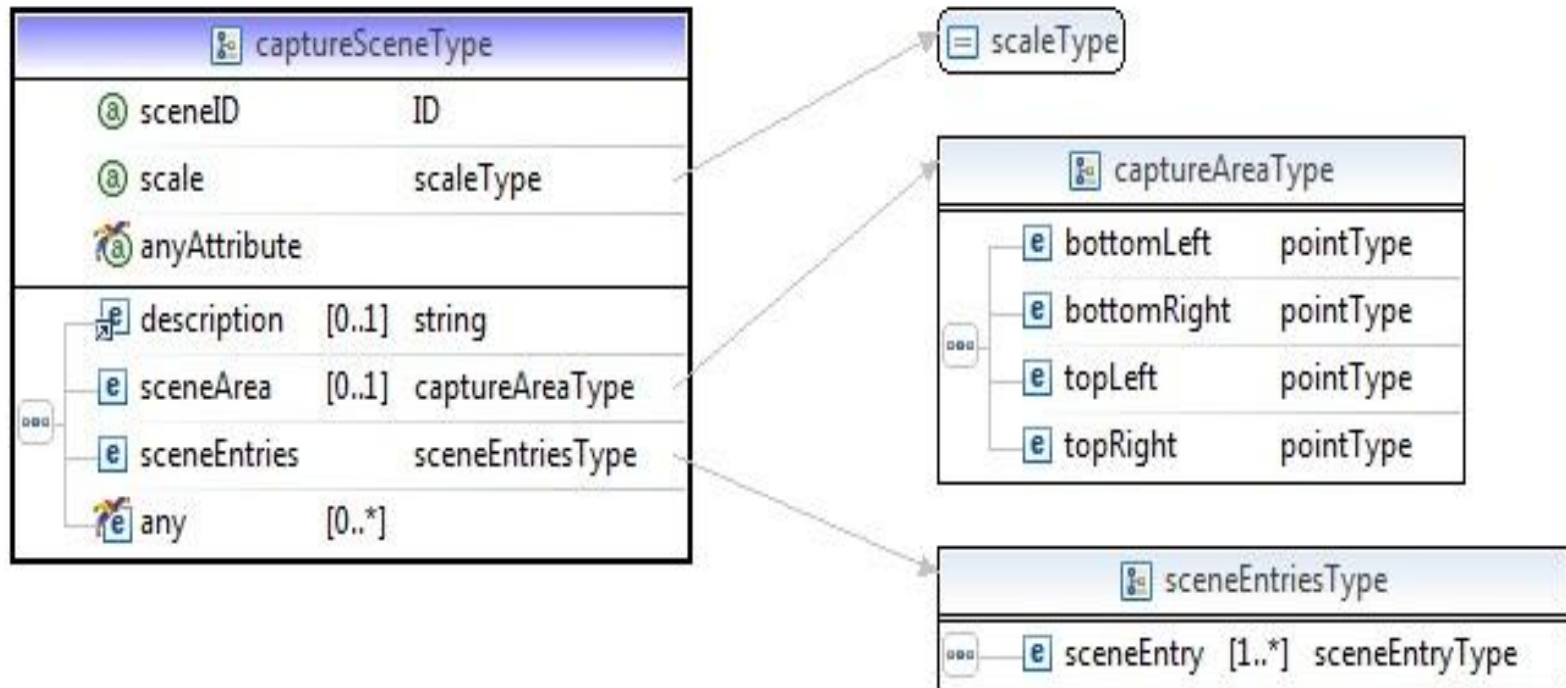 captureSceneType
sceneID ID
scale scaleType
anyAttribute
description [0..1] string
sceneArea [0..1] captureAreaType
sceneEntries sceneEntriesType
any [0..*]
scaleType
captureAreaType
bottomLeft pointType
bottomRight pointType
topLeft pointType
topRight pointType
sceneEntriesType
sceneEntry [1..*] sceneEntryType